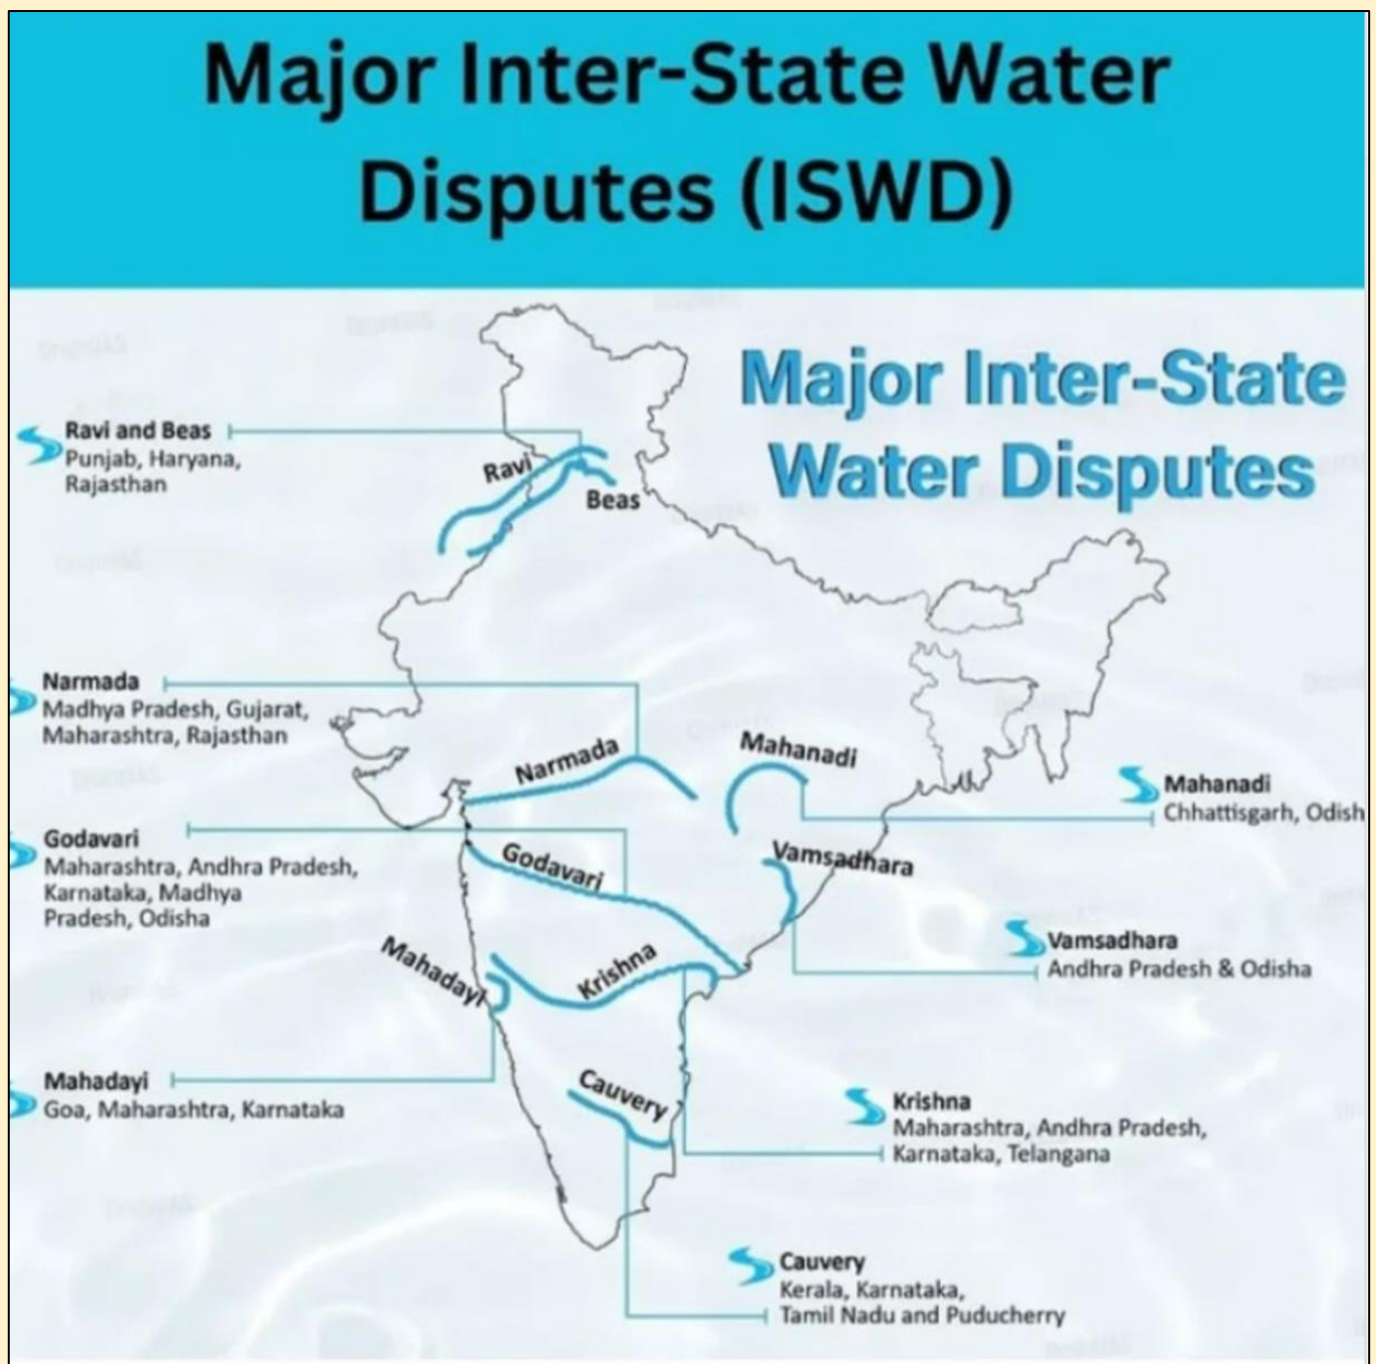 Major Inter-State Water
Disputes (ISWD)
Major Inter-State
Water Disputes
Ravi and Beas
Punjab, Haryana,
Rajasthan
Ravi
Beas
Narmada
Madhya Pradesh, Gujarat,
Maharashtra, Rajasthan
Narmada
Mahanadi
Mahanadi
Chhattisgarh, Odish
Godavari
Maharashtra, Andhra Pradesh,
Karnataka, Madhya
Pradesh, Odisha
Godavari
Vamsadhara
Vamsadhara
Andhra Pradesh & Odisha
Mahadayi
Krishna
Mahadayi
Goa, Maharashtra, Karnataka
Cauvery
Krishna
Maharashtra, Andhra Pradesh,
Karnataka, Telangana
Cauvery
Kerala, Karnataka,
Tamil Nadu and Puducherry